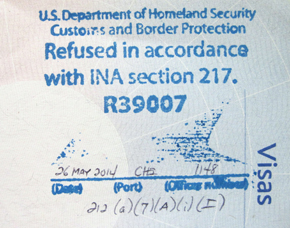 U.S. Department of Homeland Security
Customs and Border Protection
Refused in accordance
with INA section 217.
R39007
26 MAY 2014 CHI 1148
(Date) (Port) (Officer number)
212 (a)(7)(A)(i)(I)
Visas